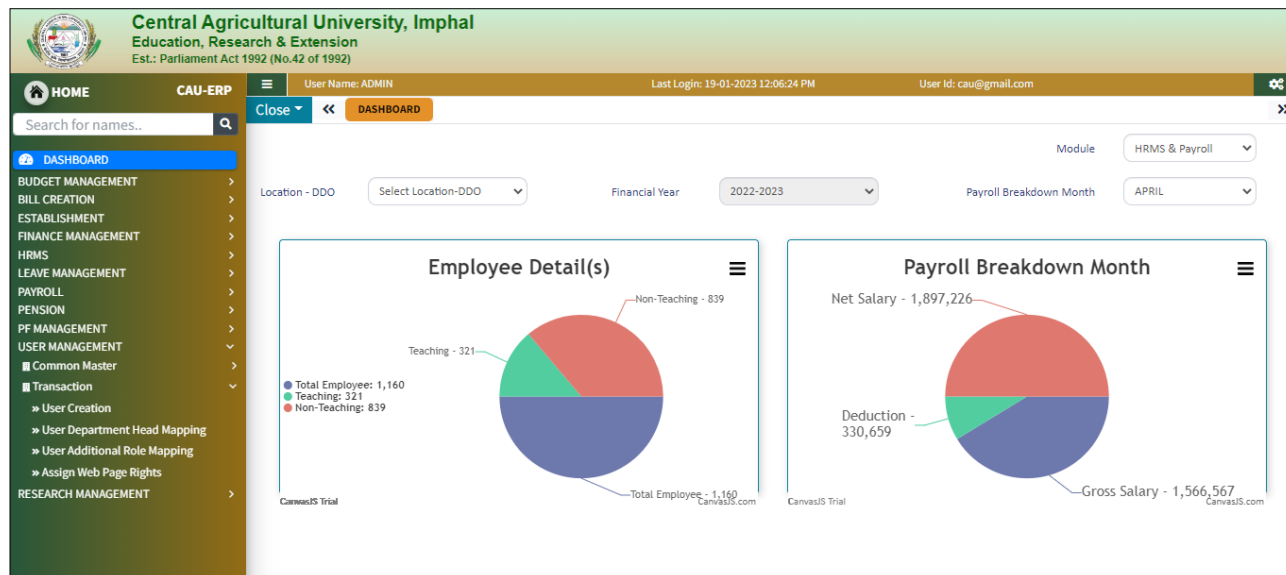 Central Agricultural University, Imphal
Education, Research & Extension
Est.: Parliament Act 1992 (No.42 of 1992)
HOME CAU-ERP
User Name: ADMIN Last Login: 19-01-2023 12:06:24 PM User Id: cau@gmail.com
Close DASHBOARD
Search for names..
DASHBOARD
BUDGET MANAGEMENT
BILL CREATION
ESTABLISHMENT
FINANCE MANAGEMENT
HRMS
LEAVE MANAGEMENT
PAYROLL
PENSION
PF MANAGEMENT
USER MANAGEMENT
Common Master
Transaction
» User Creation
» User Department Head Mapping
» User Additional Role Mapping
» Assign Web Page Rights
RESEARCH MANAGEMENT
Module HRMS & Payroll
Location - DDO Select Location-DDO Financial Year 2022-2023 Payroll Breakdown Month APRIL
Employee Detail(s)
Non-Teaching - 839
Teaching - 321
Total Employee: 1,160
Teaching: 321
Non-Teaching: 839
Total Employee - 1,160
CanvasJS Trial CanvasJS.com
Payroll Breakdown Month
Net Salary - 1,897,226
Deduction -
330,659
Gross Salary - 1,566,567
CanvasJS Trial CanvasJS.com